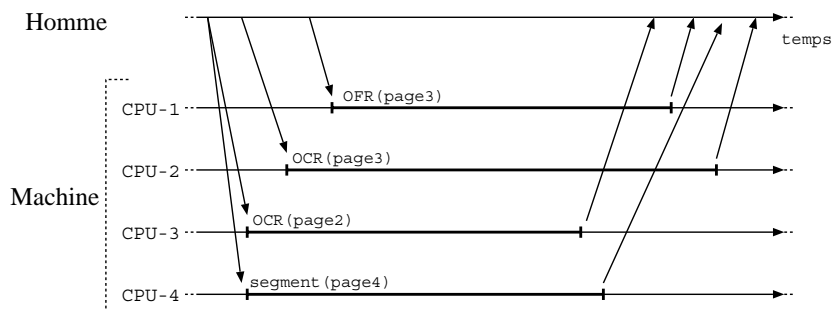 Homme
temps
OFR(page3)
CPU-1
OCR(page3)
CPU-2
Machine
OCR(page2)
CPU-3
segment(page4)
CPU-4